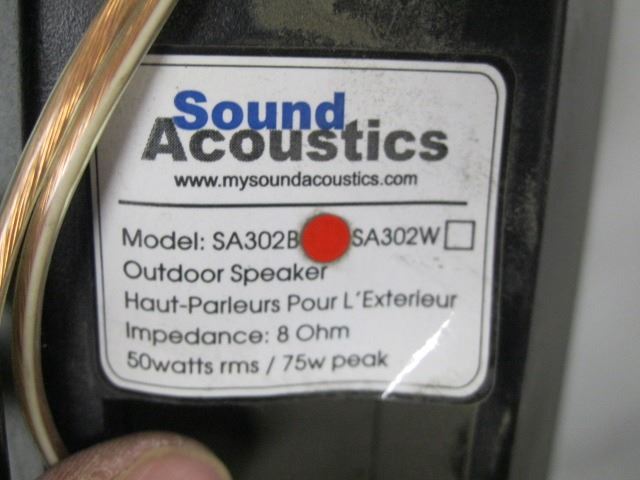 Sound
Acoustics
www.mysoundacoustics.com
Model: SA302B SA302W
Outdoor Speaker
Haut-Parleurs Pour L'Exterieur
Impedance: 8 Ohm
50watts rms / 75w peak